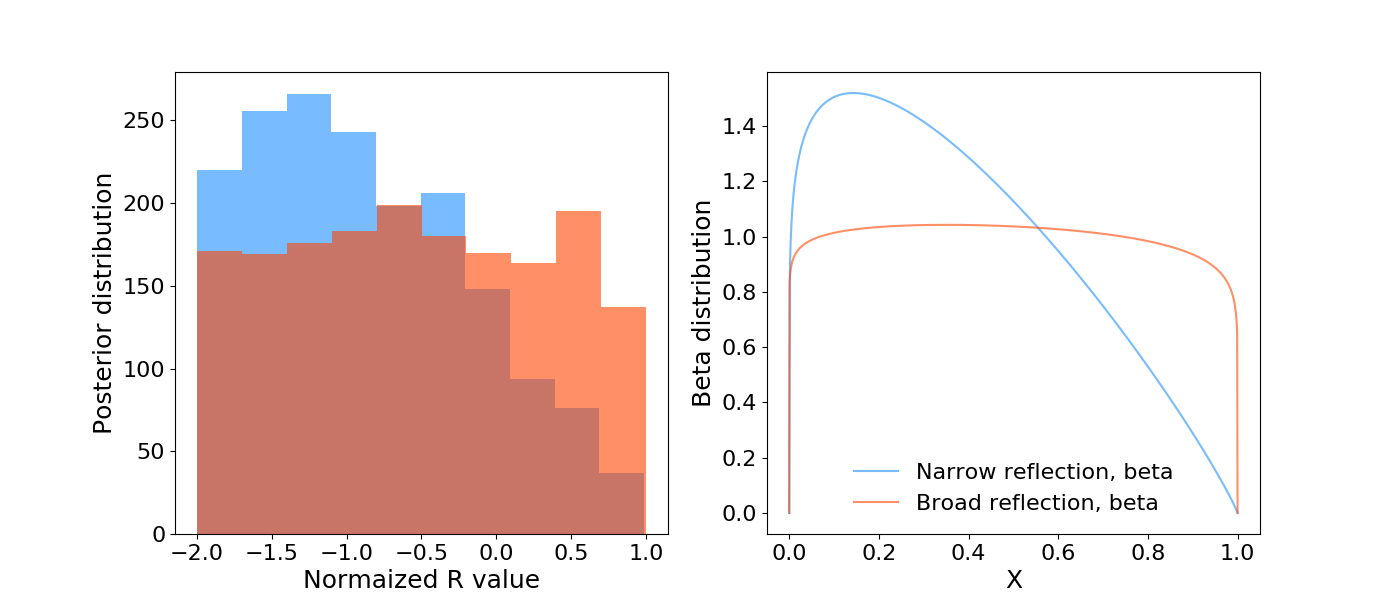 Posterior distribution
250
200
150
100
50
0
−2.0 −1.5 −1.0 −0.5 0.0 0.5 1.0
Normaized R value
Beta distribution
1.4
1.2
1.0
0.8
0.6
0.4
0.2
0.0
Narrow reflection, beta
Broad reflection, beta
0.0 0.2 0.4 0.6 0.8 1.0
X